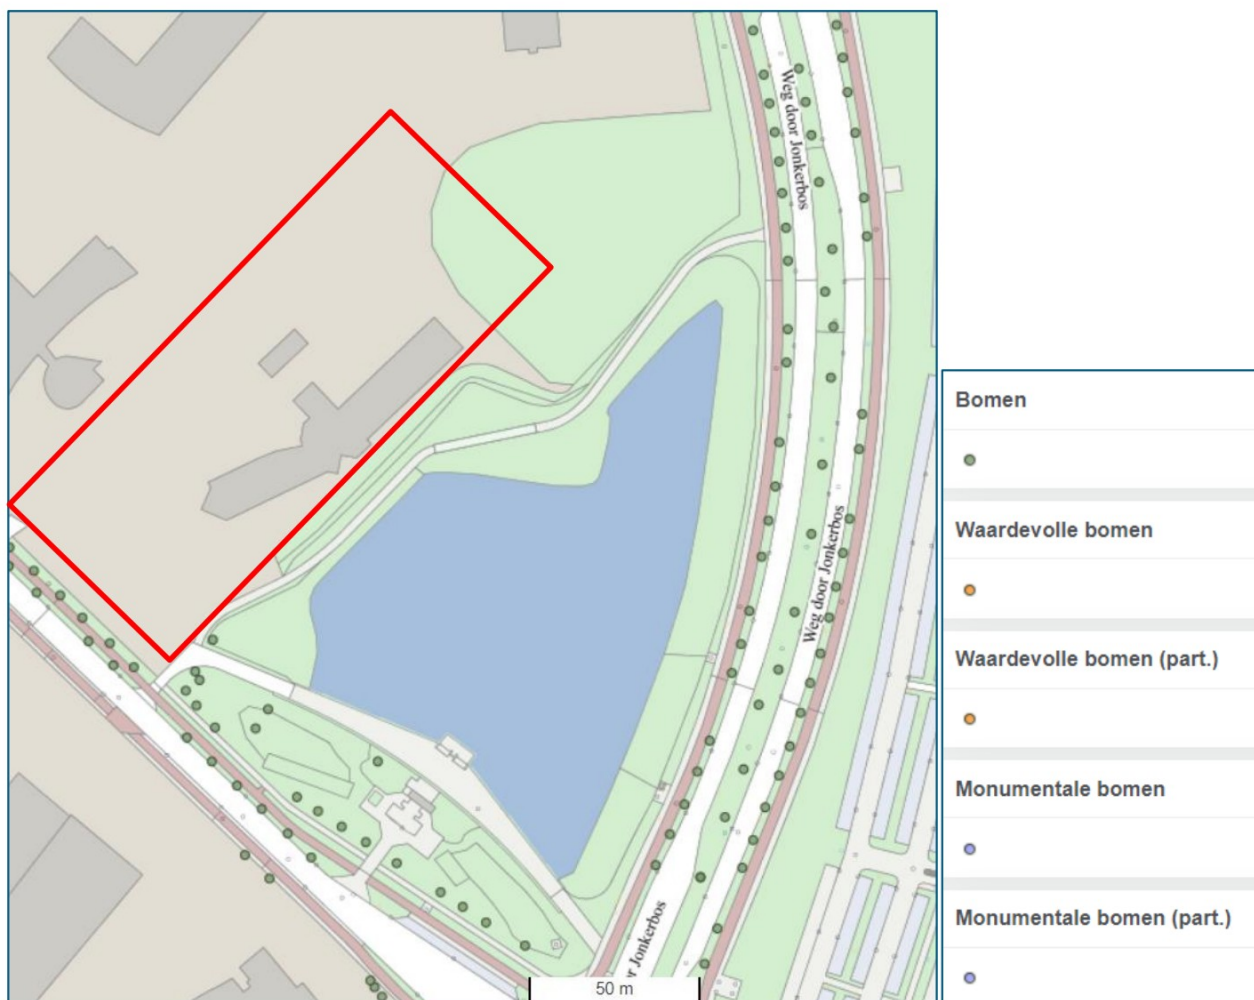 Weg door Jonkerbos
Weg door Jonkerbos
r Jonkerbos
50 m
Bomen
Waardevolle bomen
Waardevolle bomen (part.)
Monumentale bomen
Monumentale bomen (part.)